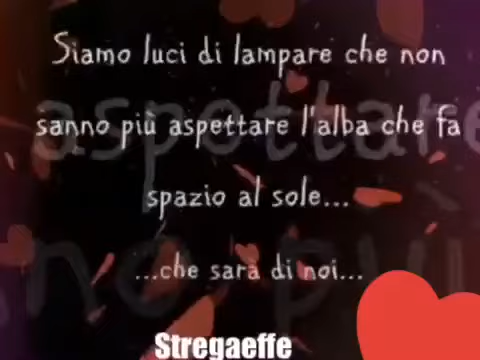 Siamo luci di lampare che non
sanno più aspettare l'alba che fa
spazio al sole...
...che sarà di noi...
Stregaeffe